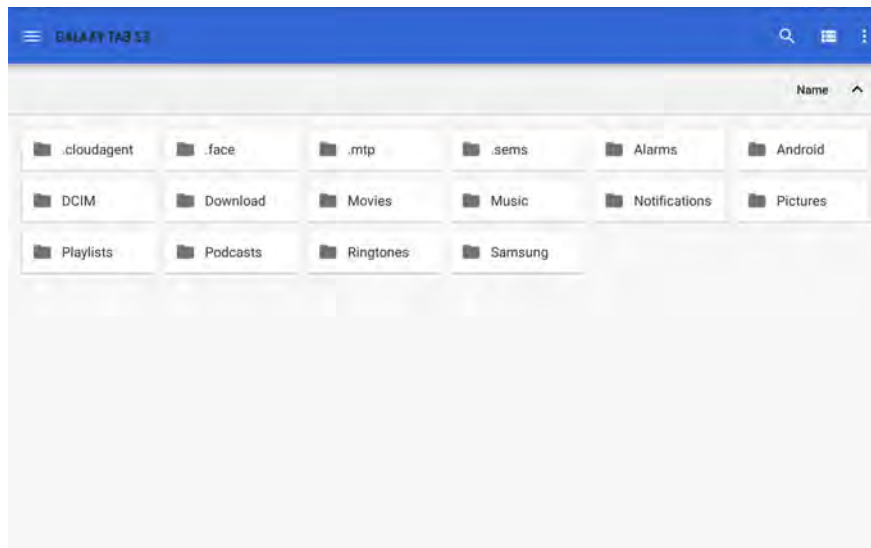 GALAXY TAB S3
Name
.cloudagent .face .mtp .sems Alarms Android
DCIM Download Movies Music Notifications Pictures
Playlists Podcasts Ringtones Samsung